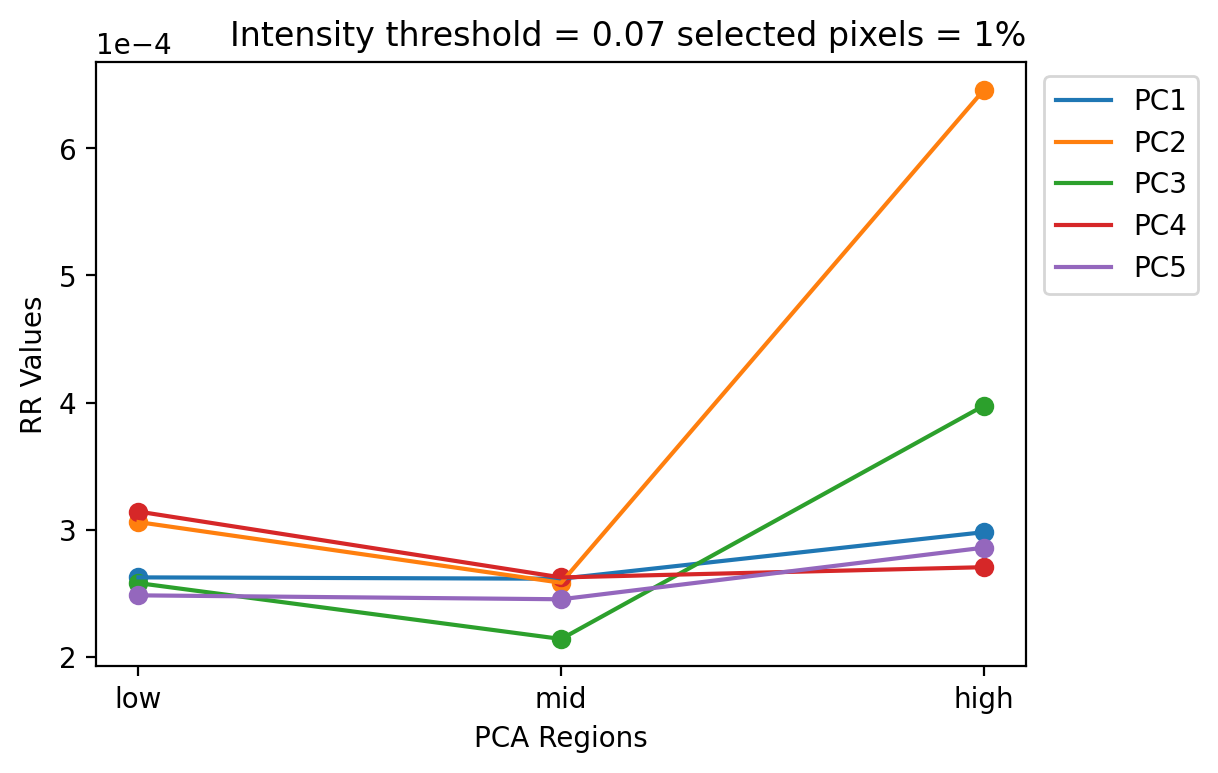 Intensity threshold = 0.07 selected pixels = 1%
1e−4
6
5
4
3
2
RR Values
low mid high
PCA Regions
PC1
PC2
PC3
PC4
PC5